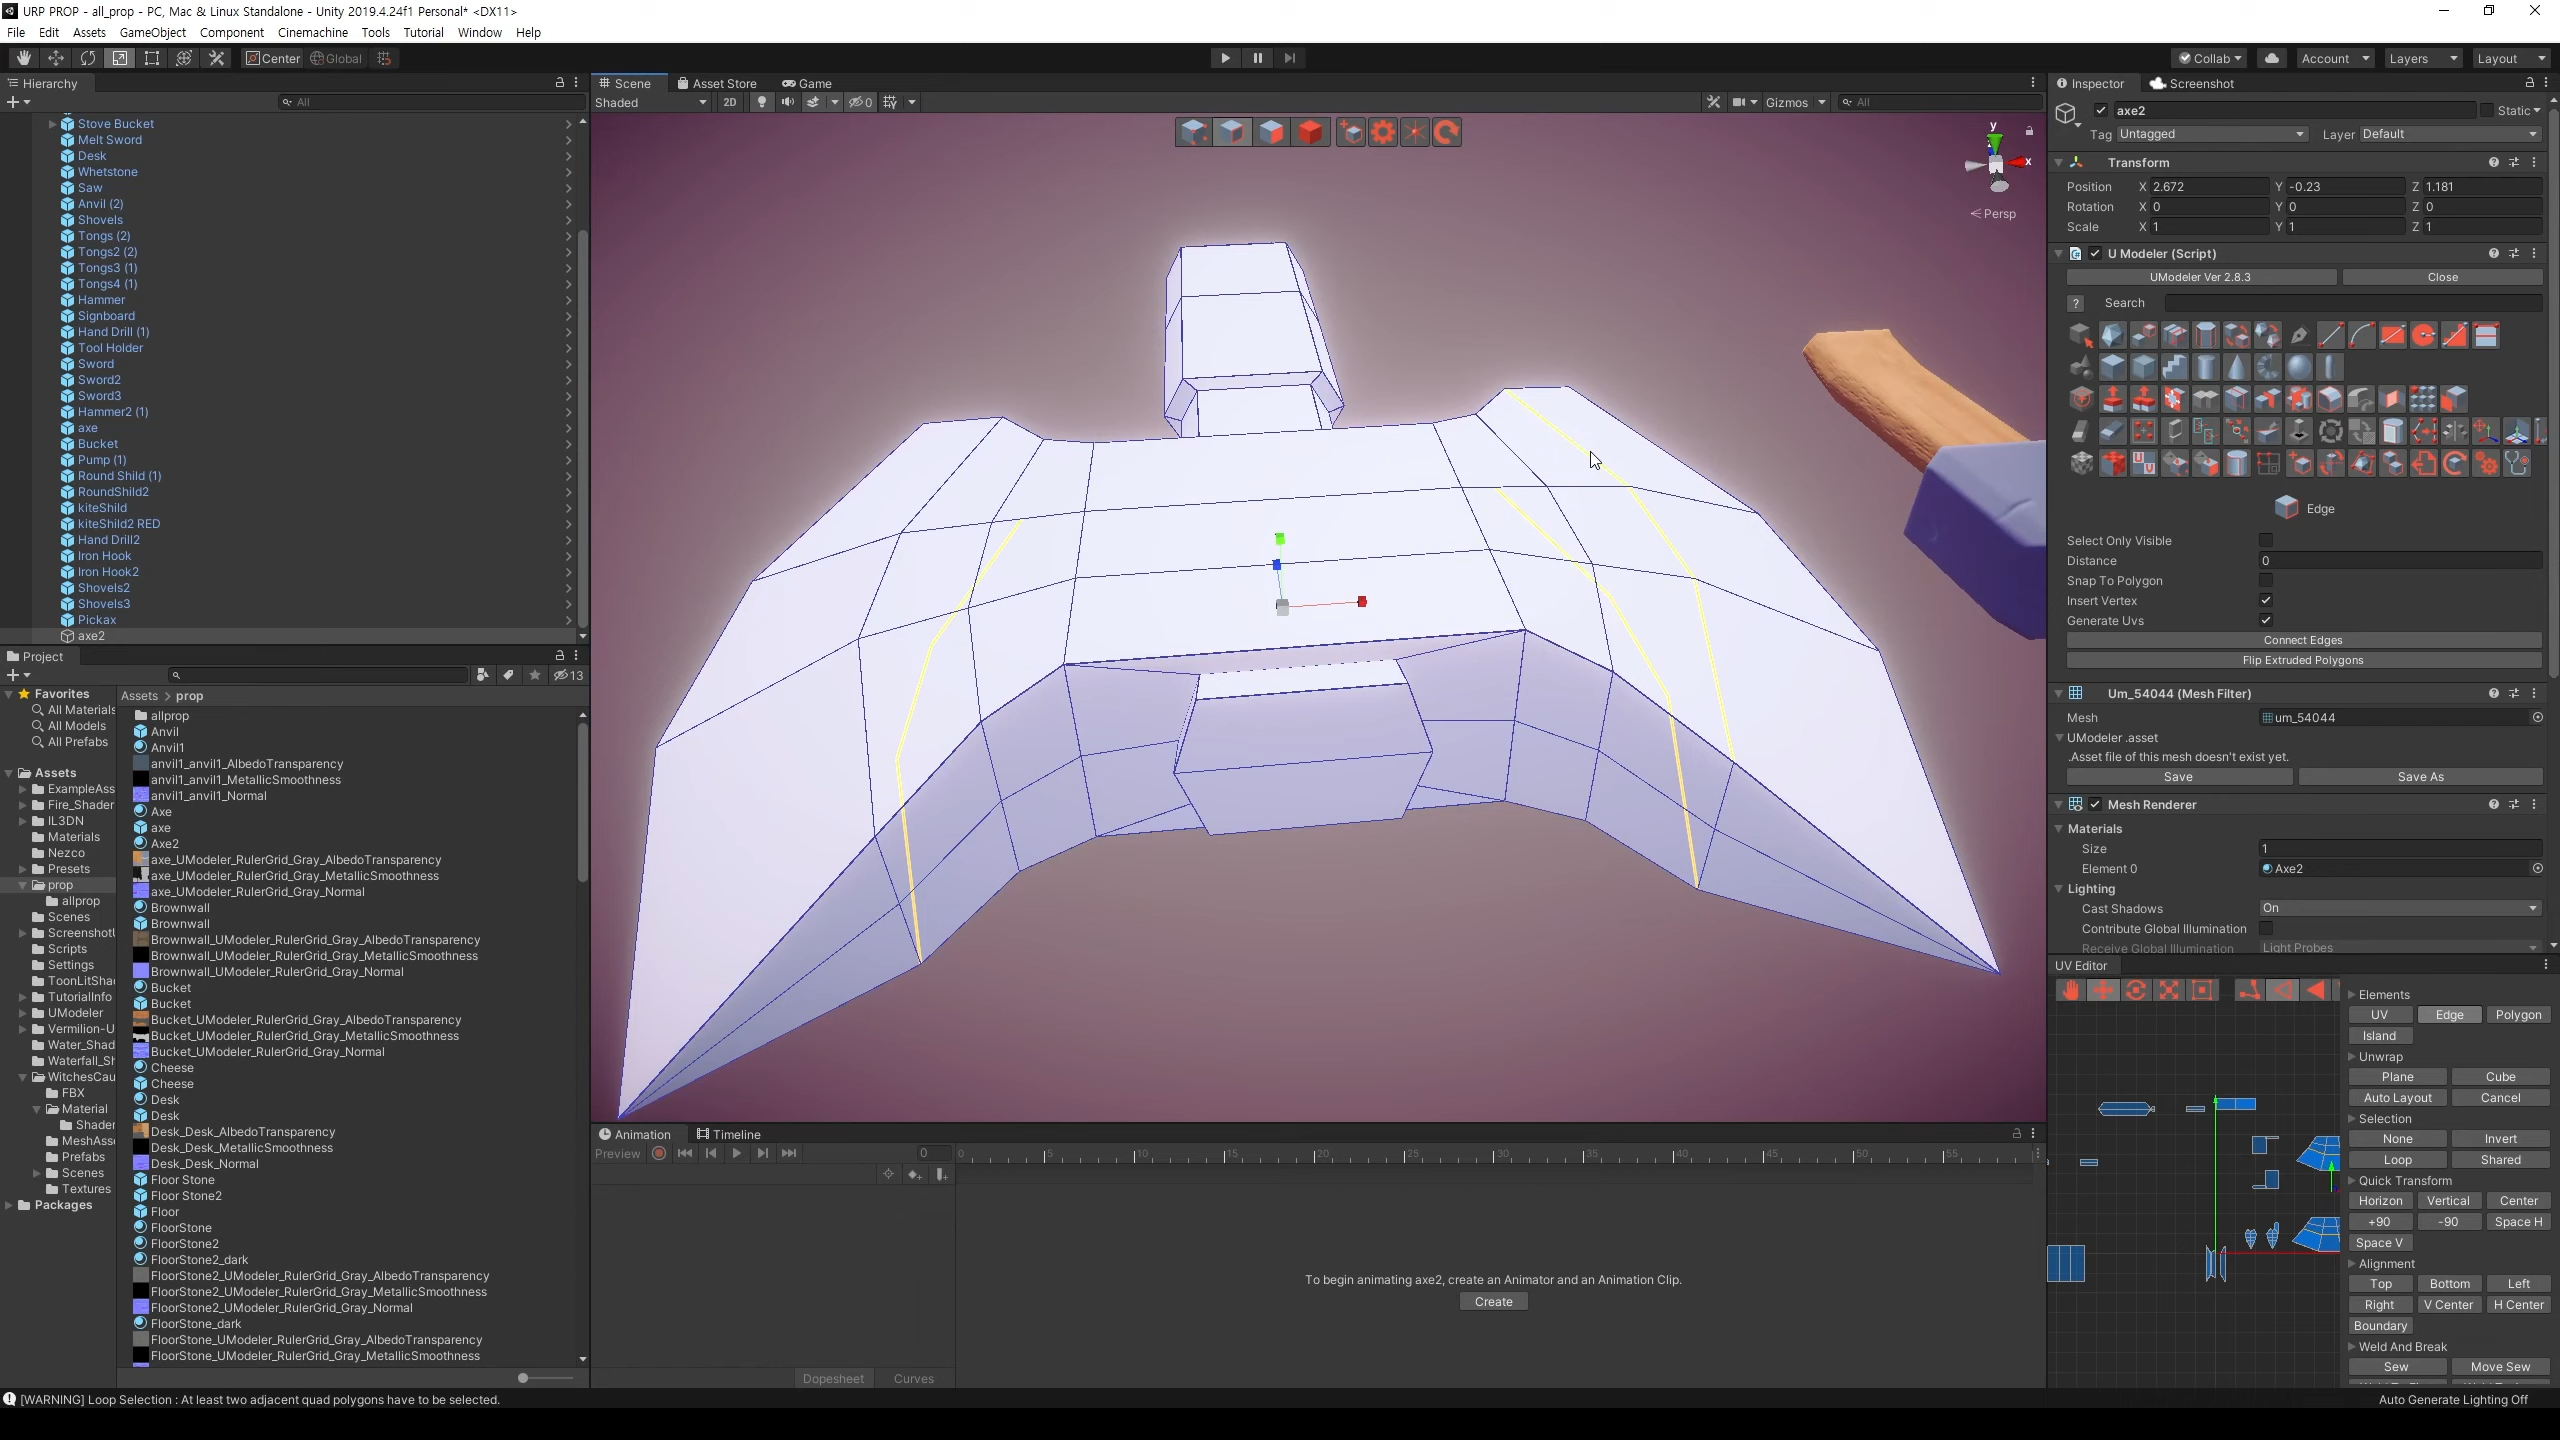 URP PROP - all_prop - PC, Mac & Linux Standalone - Unity 2019.4.24f1 Personal* <DX11>
File Edit Assets GameObject Component Cinemachine Tools Tutorial Window Help
Center Global Collab Account Layers Layout
Hierarchy
All
Stove Bucket
Melt Sword
Desk
Whetstone
Saw
Anvil (2)
Shovels
Tongs (2)
Tongs2 (2)
Tongs3 (1)
Tongs4 (1)
Hammer
Signboard
Hand Drill (1)
Tool Holder
Sword
Sword2
Sword3
Hammer2 (1)
axe
Bucket
Pump (1)
Round Shild (1)
RoundShild2
kiteShild
kiteShild2 RED
Hand Drill2
Iron Hook
Iron Hook2
Shovels2
Shovels3
Pickax
axe2
Project
13
Favorites
All Materials
All Models
All Prefabs
Assets
ExampleAss
Fire_Shader
IL3DN
Materials
Nezco
Presets
prop
allprop
Scenes
Screenshot
Scripts
Settings
ToonLitSha
TutorialInfo
UModeler
Vermilion-U
Water_Shad
Waterfall_Sh
WitchesCau
FBX
Material
Shader
MeshAsse
Prefabs
Scenes
Textures
Packages
Assets > prop
allprop
Anvil
Anvil1
anvil1_anvil1_AlbedoTransparency
anvil1_anvil1_MetallicSmoothness
anvil1_anvil1_Normal
Axe
axe
Axe2
axe_UModeler_RulerGrid_Gray_AlbedoTransparency
axe_UModeler_RulerGrid_Gray_MetallicSmoothness
axe_UModeler_RulerGrid_Gray_Normal
Brownwall
Brownwall
Brownwall_UModeler_RulerGrid_Gray_AlbedoTransparency
Brownwall_UModeler_RulerGrid_Gray_MetallicSmoothness
Brownwall_UModeler_RulerGrid_Gray_Normal
Bucket
Bucket
Bucket_UModeler_RulerGrid_Gray_AlbedoTransparency
Bucket_UModeler_RulerGrid_Gray_MetallicSmoothness
Bucket_UModeler_RulerGrid_Gray_Normal
Cheese
Cheese
Desk
Desk
Desk_Desk_AlbedoTransparency
Desk_Desk_MetallicSmoothness
Desk_Desk_Normal
Floor Stone
Floor Stone2
Floor
FloorStone
FloorStone2
FloorStone2_dark
FloorStone2_UModeler_RulerGrid_Gray_AlbedoTransparency
FloorStone2_UModeler_RulerGrid_Gray_MetallicSmoothness
FloorStone2_UModeler_RulerGrid_Gray_Normal
FloorStone_dark
FloorStone_UModeler_RulerGrid_Gray_AlbedoTransparency
FloorStone_UModeler_RulerGrid_Gray_MetallicSmoothness
Scene Asset Store Game
Shaded 2D 0 Gizmos All
y
x
Persp
Animation Timeline
Preview 0
0 5 10 15 20 25 30 35 40 45 50 55
To begin animating axe2, create an Animator and an Animation Clip.
Create
Dopesheet Curves
Inspector Screenshot
axe2 Static
Tag Untagged Layer Default
Transform
Position X 2.672 Y -0.23 Z 1.181
Rotation X 0 Y 0 Z 0
Scale X 1 Y 1 Z 1
U Modeler (Script)
UModeler Ver 2.8.3 Close
? Search
Edge
Select Only Visible
Distance 0
Snap To Polygon
Insert Vertex
Generate Uvs
Connect Edges
Flip Extruded Polygons
Um_54044 (Mesh Filter)
Mesh um_54044
UModeler .asset
.Asset file of this mesh doesn't exist yet.
Save Save As
Mesh Renderer
Materials
Size 1
Element 0 Axe2
Lighting
Cast Shadows On
Contribute Global Illumination
Receive Global Illumination Light Probes
UV Editor
Elements
UV Edge Polygon
Island
Unwrap
Plane Cube
Auto Layout Cancel
Selection
None Invert
Loop Shared
Quick Transform
Horizon Vertical Center
+90 -90 Space H
Space V
Alignment
Top Bottom Left
Right V Center H Center
Boundary
Weld And Break
Sew Move Sew
[WARNING] Loop Selection : At least two adjacent quad polygons have to be selected.
Auto Generate Lighting Off